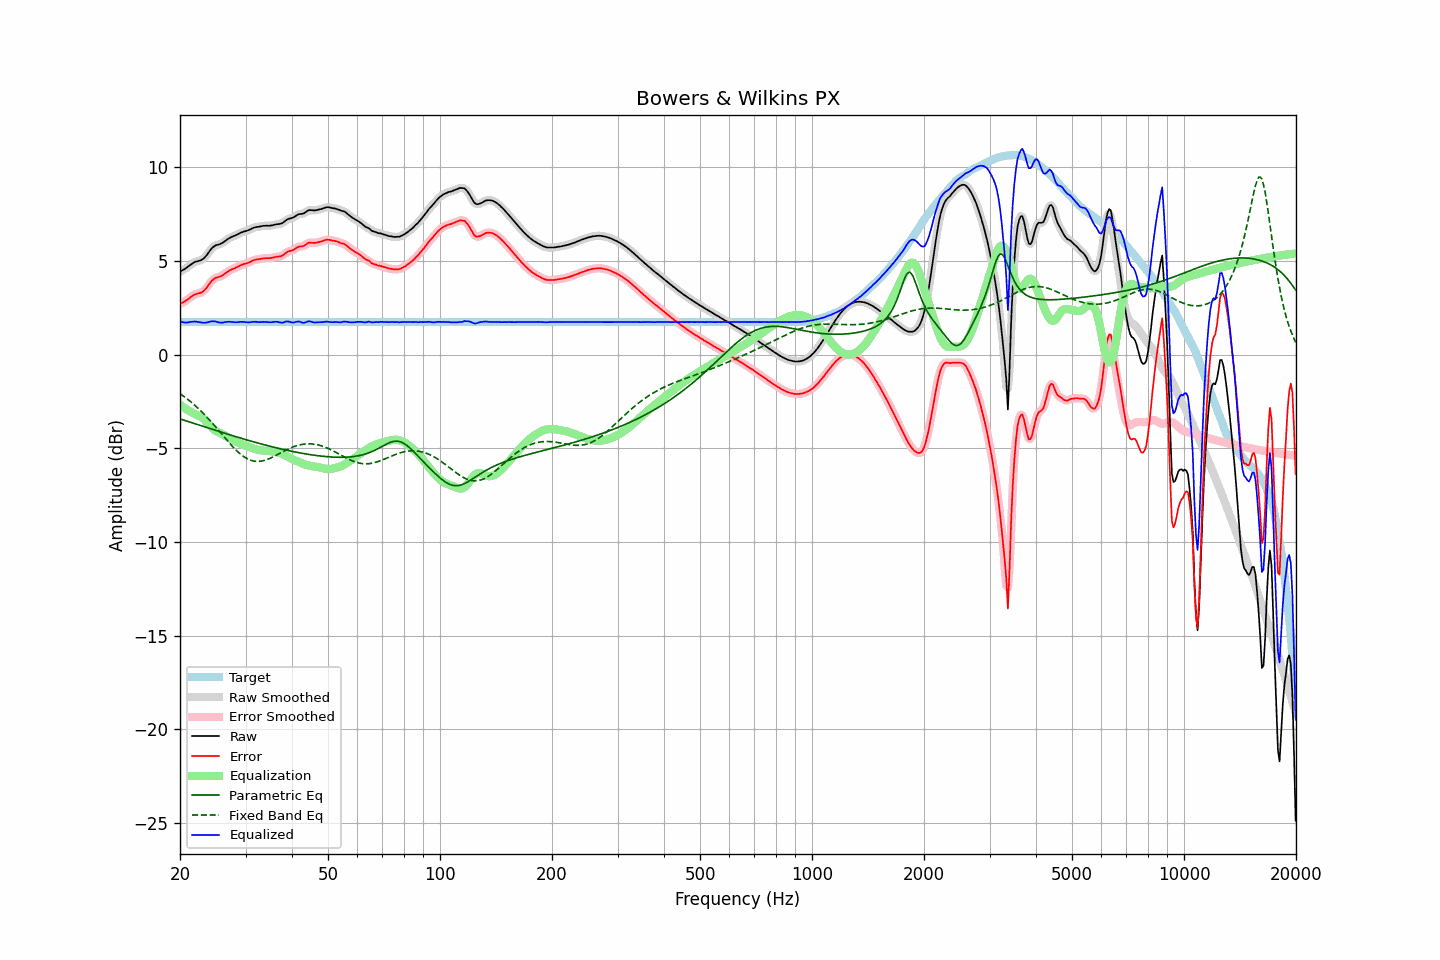 Bowers & Wilkins PX
Amplitude (dBr)
10
5
0
−5
−10
−15
−20
−25
Target
Raw Smoothed
Error Smoothed
Raw
Error
Equalization
Parametric Eq
Fixed Band Eq
Equalized
20 50 100 200 500 1000 2000 5000 10000 20000
Frequency (Hz)